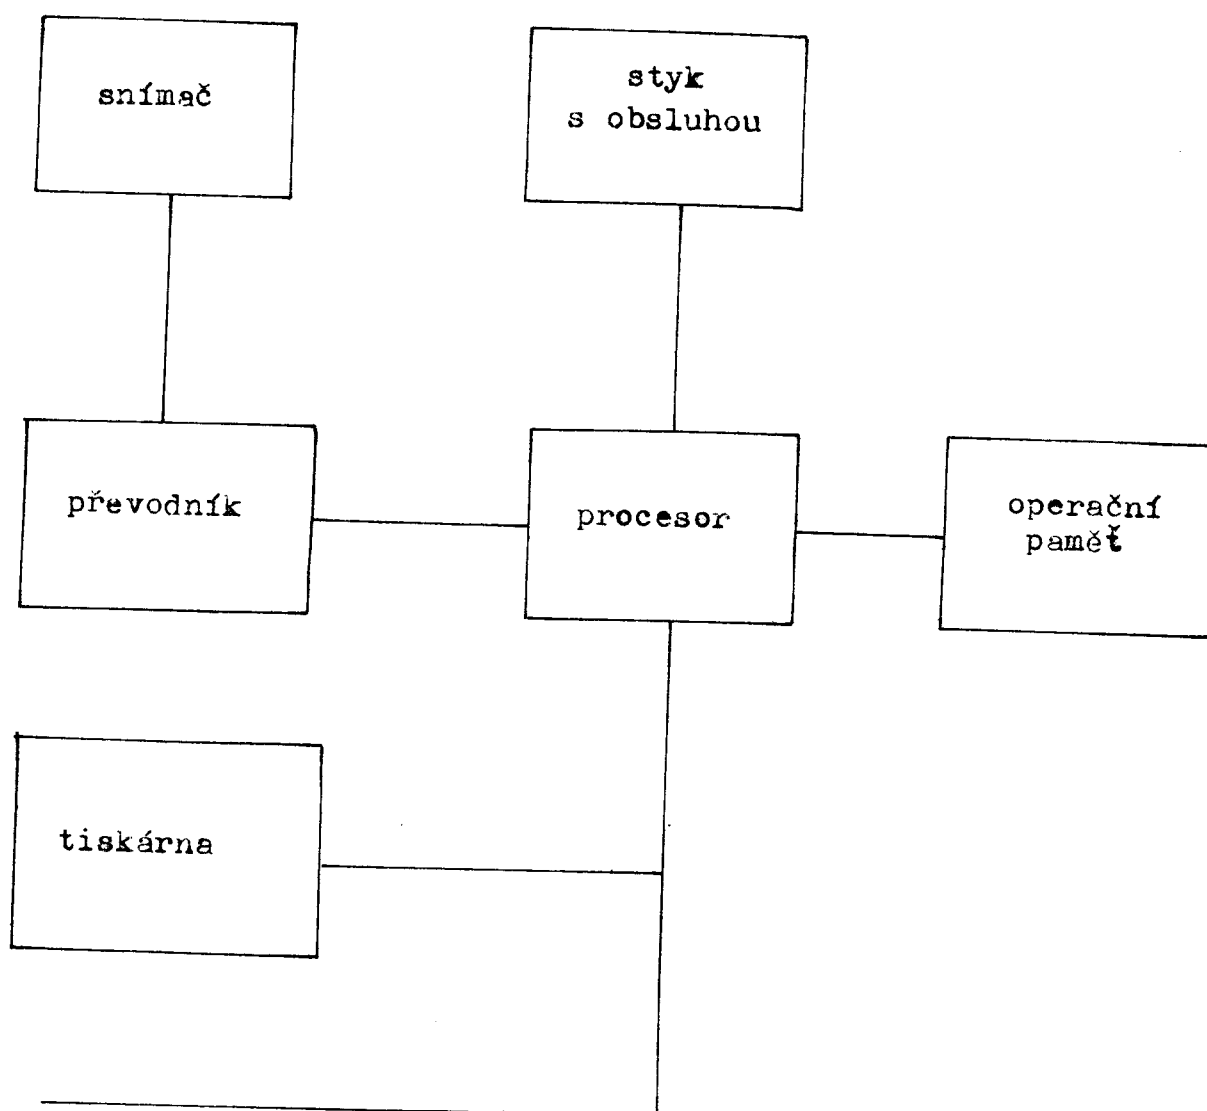 snímač
styk
s obsluhou
převodník
procesor
operační
paměť
tiskárna